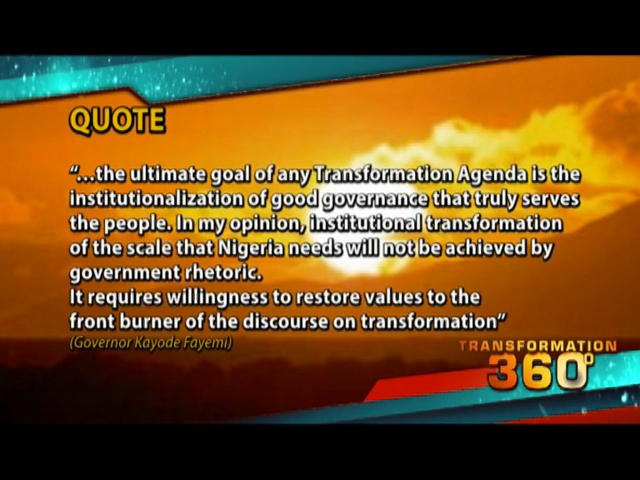 QUOTE
“...the ultimate goal of any Transformation Agenda is the
institutionalization of good governance that truly serves
the people. In my opinion, institutional transformation
of the scale that Nigeria needs will not be achieved by
government rhetoric.
It requires willingness to restore values to the
front burner of the discourse on transformation”
(Governor Kayode Fayemi)
TRANSFORMATION
360°